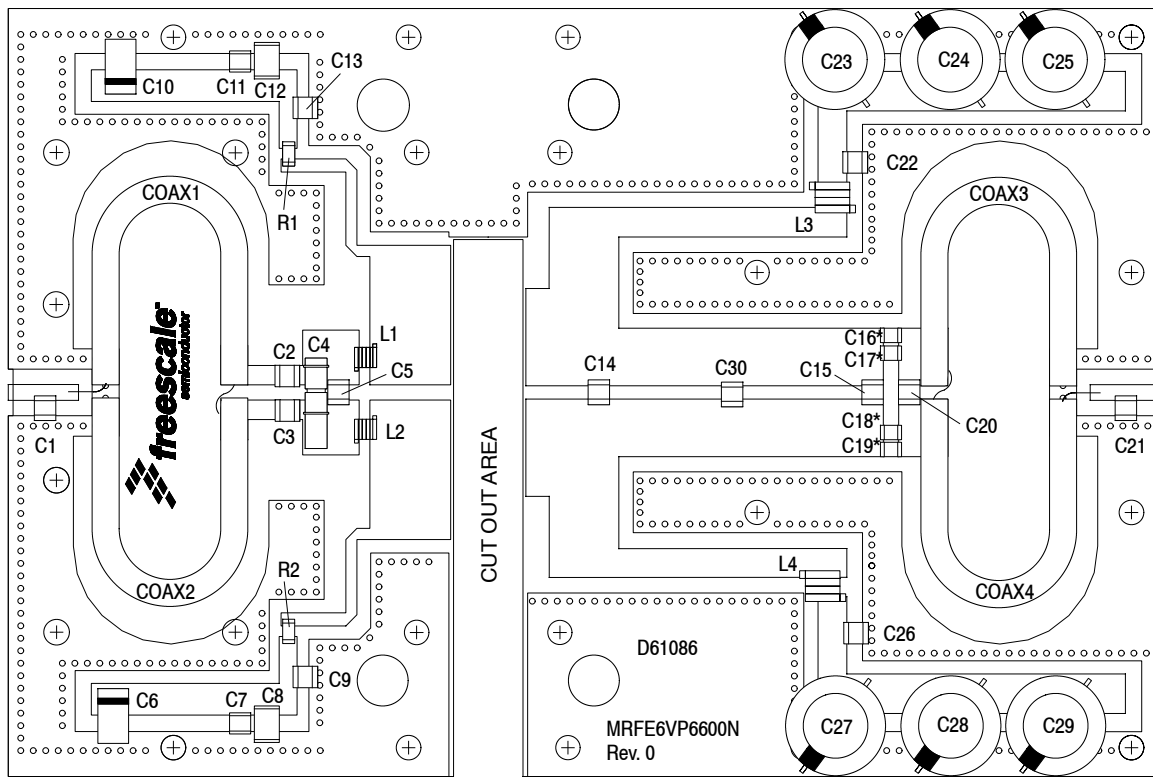 C10
C11
C12
C13
C23
C24
C25
C22
COAX1
R1
L3
COAX3
freescale™
semiconductor
L1
C2
C4
C5
C14
C30
C16*
C17*
C15
C1
C3
L2
C18*
C19*
C20
C21
CUT OUT AREA
COAX2
R2
L4
COAX4
C26
D61086
C6
C7
C8
C9
MRFE6VP6600N
Rev. 0
C27
C28
C29